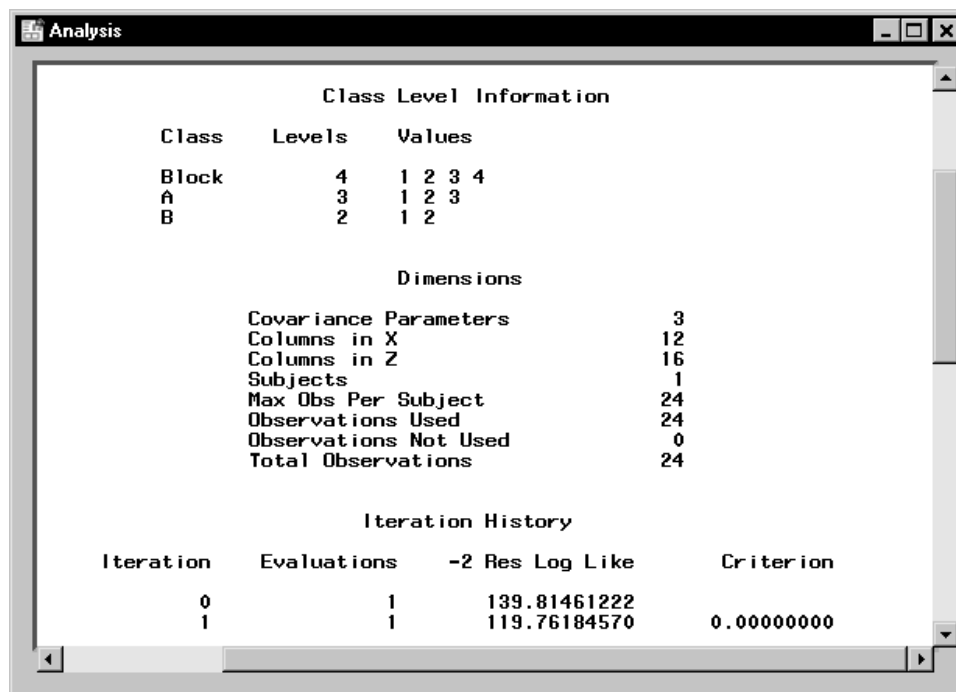 Analysis
Class Level Information
Class Levels Values
Block 4 1 2 3 4
A 3 1 2 3
B 2 1 2
Dimensions
Covariance Parameters 3
Columns in X 12
Columns in Z 16
Subjects 1
Max Obs Per Subject 24
Observations Used 24
Observations Not Used 0
Total Observations 24
Iteration History
Iteration Evaluations -2 Res Log Like Criterion
0 1 139.81461222
1 1 119.76184570 0.00000000